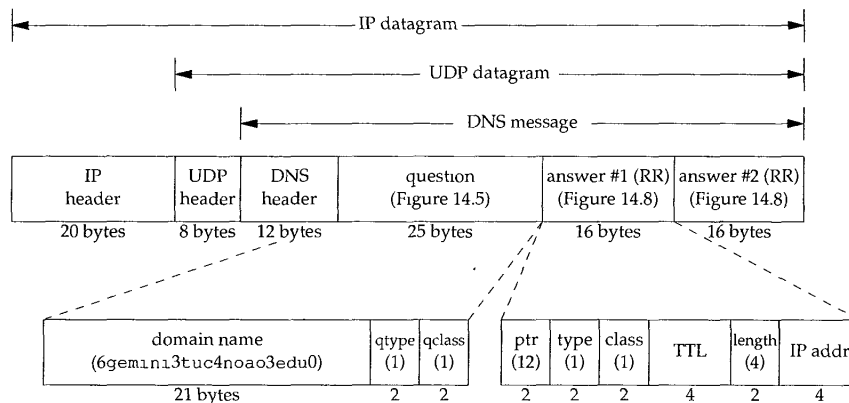 IP datagram
UDP datagram
DNS message
IP header
UDP header
DNS header
question (Figure 14.5)
answer #1 (RR) (Figure 14.8)
answer #2 (RR) (Figure 14.8)
20 bytes 8 bytes 12 bytes 25 bytes 16 bytes 16 bytes
domain name (6gemini3tuc4noao3edu0)
qtype (1)
qclass (1)
ptr (12)
type (1)
class (1)
TTL
length (4)
IP addr
21 bytes 2 2 2 2 2 4 2 4